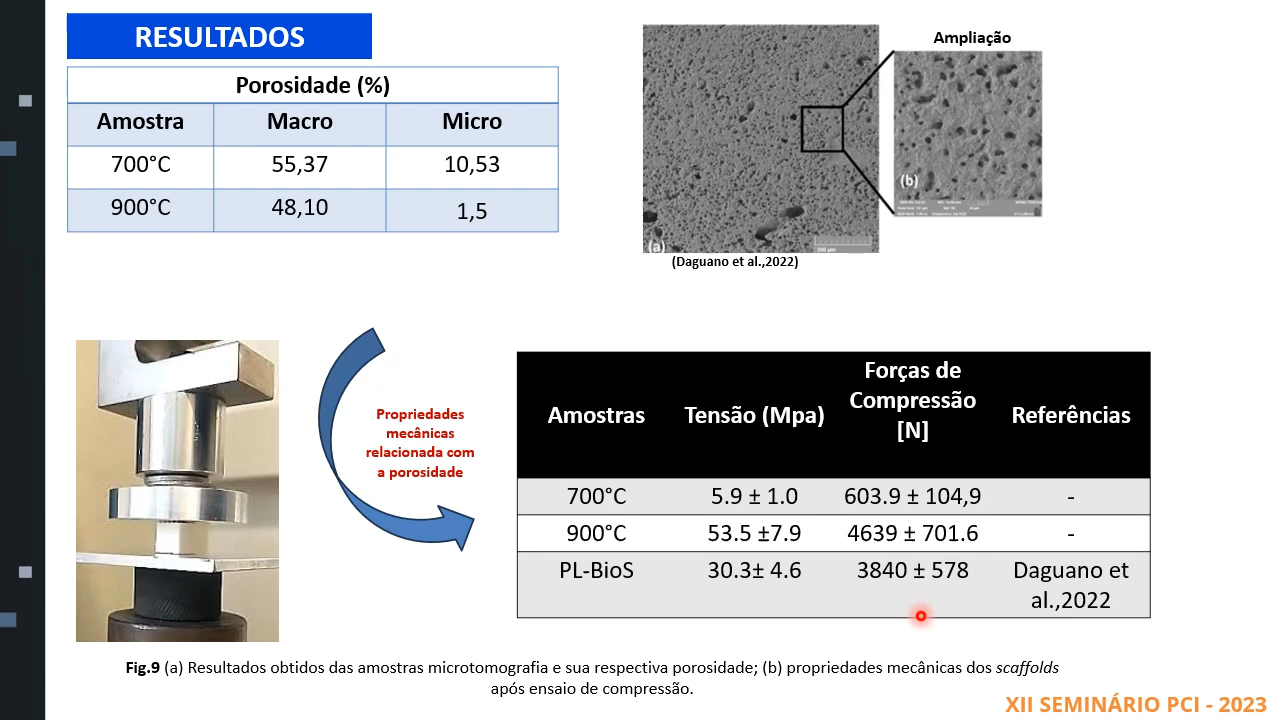 RESULTADOS
Porosidade (%)
Amostra Macro Micro
700°C 55,37 10,53
900°C 48,10 1,5
Ampliação
(a)
(b)
(Daguano et al.,2022)
Propriedades
mecânicas
relacionada com
a porosidade
Amostras Tensão (Mpa) Forças de
Compressão
[N] Referências
700°C 5.9 ± 1.0 603.9 ± 104,9 -
900°C 53.5 ±7.9 4639 ± 701.6 -
PL-BioS 30.3± 4.6 3840 ± 578 Daguano et
al.,2022
Fig.9 (a) Resultados obtidos das amostras microtomografia e sua respectiva porosidade; (b) propriedades mecânicas dos scaffolds
após ensaio de compressão.
XII SEMINÁRIO PCI - 2023